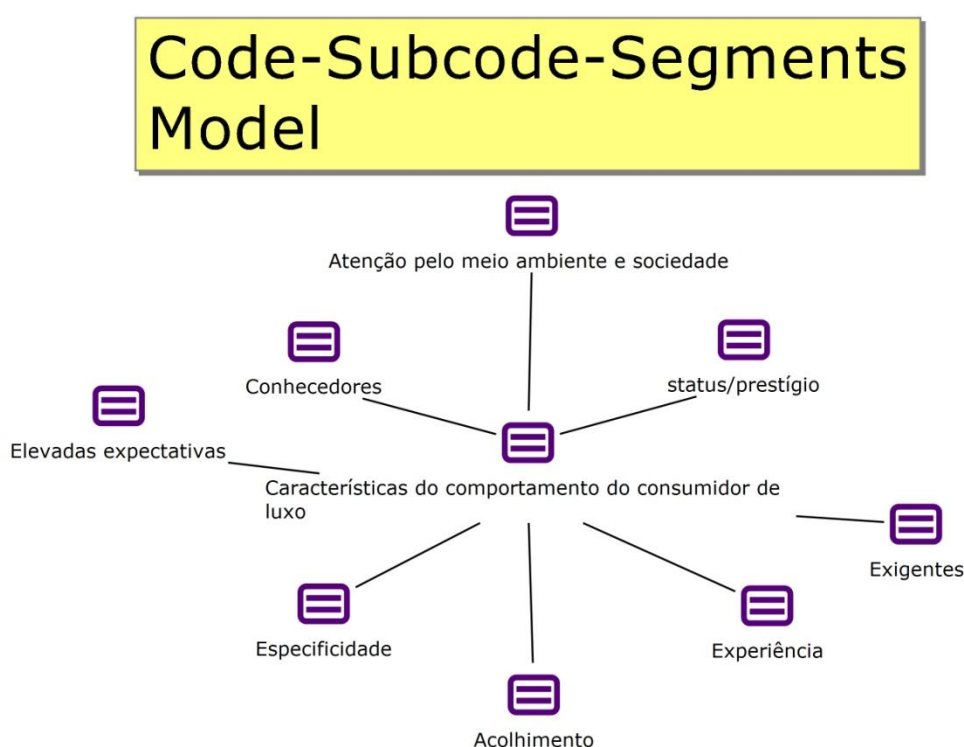 Code-Subcode-Segments
Model
Atenção pelo meio ambiente e sociedade
Conhecedores
status/prestígio
Elevadas expectativas
Características do comportamento do consumidor de
luxo
Exigentes
Especificidade
Experiência
Acolhimento